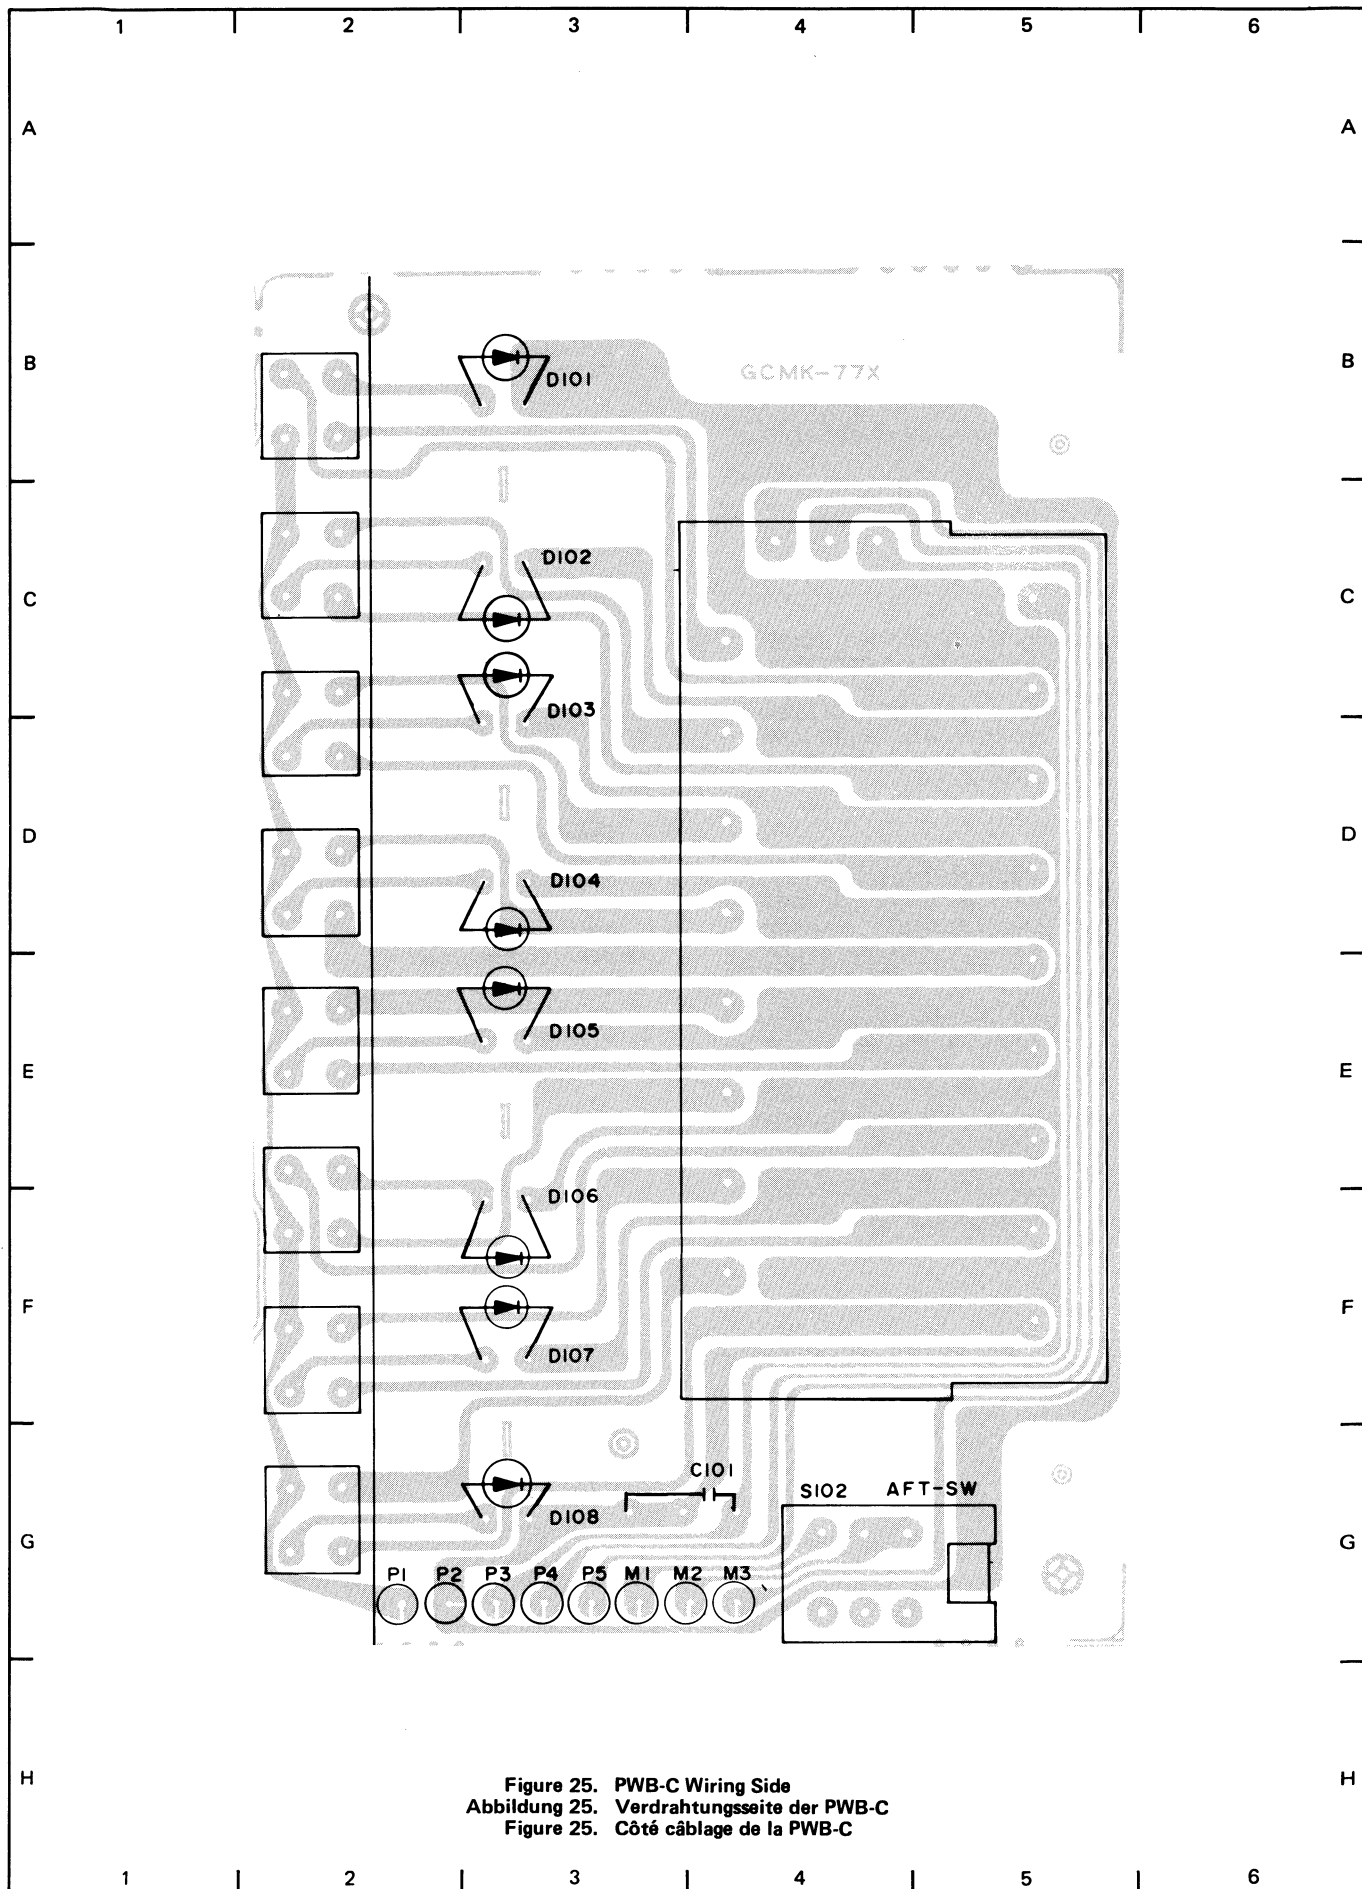 1 2 3 4 5 6
A A
B B
D101
GCMK-77X
D102
C C
D103
D D
D104
D105
E E
D106
F F
D107
C101
S102 AFT-SW
D108
G G
P1 P2 P3 P4 P5 M1 M2 M3
H H
Figure 25. PWB-C Wiring Side
Abbildung 25. Verdrahtungsseite der PWB-C
Figure 25. Côté câblage de la PWB-C
1 2 3 4 5 6